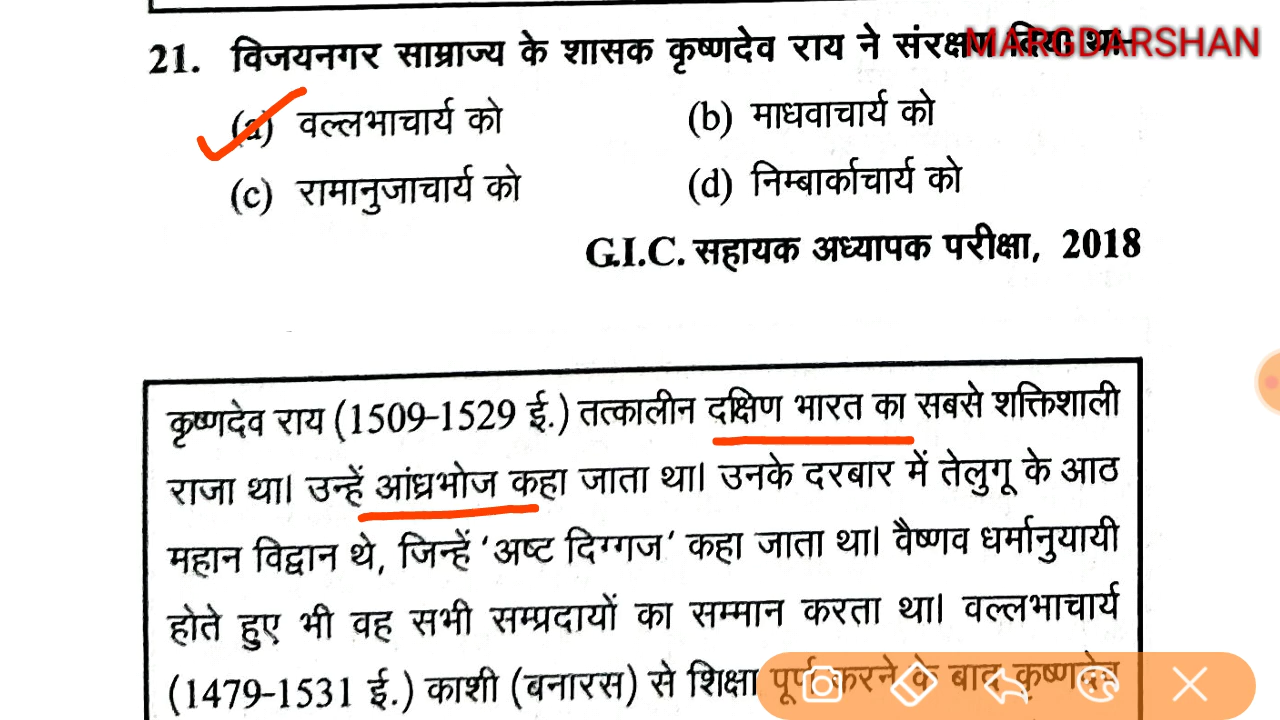 21. विजयनगर साम्राज्य के शासक कृष्णदेव राय ने संरक्षण दिया था-
MARGDARSHAN
(a) वल्लभाचार्य को (b) माधवाचार्य को
(c) रामानुजाचार्य को (d) निम्बार्काचार्य को
G.I.C. सहायक अध्यापक परीक्षा, 2018
कृष्णदेव राय (1509-1529 ई.) तत्कालीन दक्षिण भारत का सबसे शक्तिशाली
राजा था। उन्हें आंध्रभोज कहा जाता था। उनके दरबार में तेलुगू के आठ
महान विद्वान थे, जिन्हें ‘अष्ट दिग्गज’ कहा जाता था। वैष्णव धर्मानुयायी
होते हुए भी वह सभी सम्प्रदायों का सम्मान करता था। वल्लभाचार्य
(1479-1531 ई.) काशी (बनारस) से शिक्षा पूर्ण करने के बाद कृष्णदेव